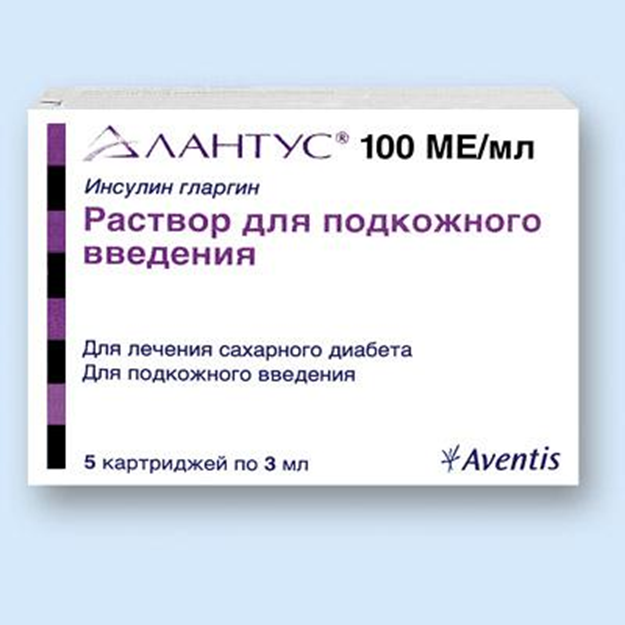 ЛАНТУС® 100 МЕ/мл
Инсулин гларгин
Раствор для подкожного
введения
Для лечения сахарного диабета
Для подкожного введения
5 картриджей по 3 мл
Aventis